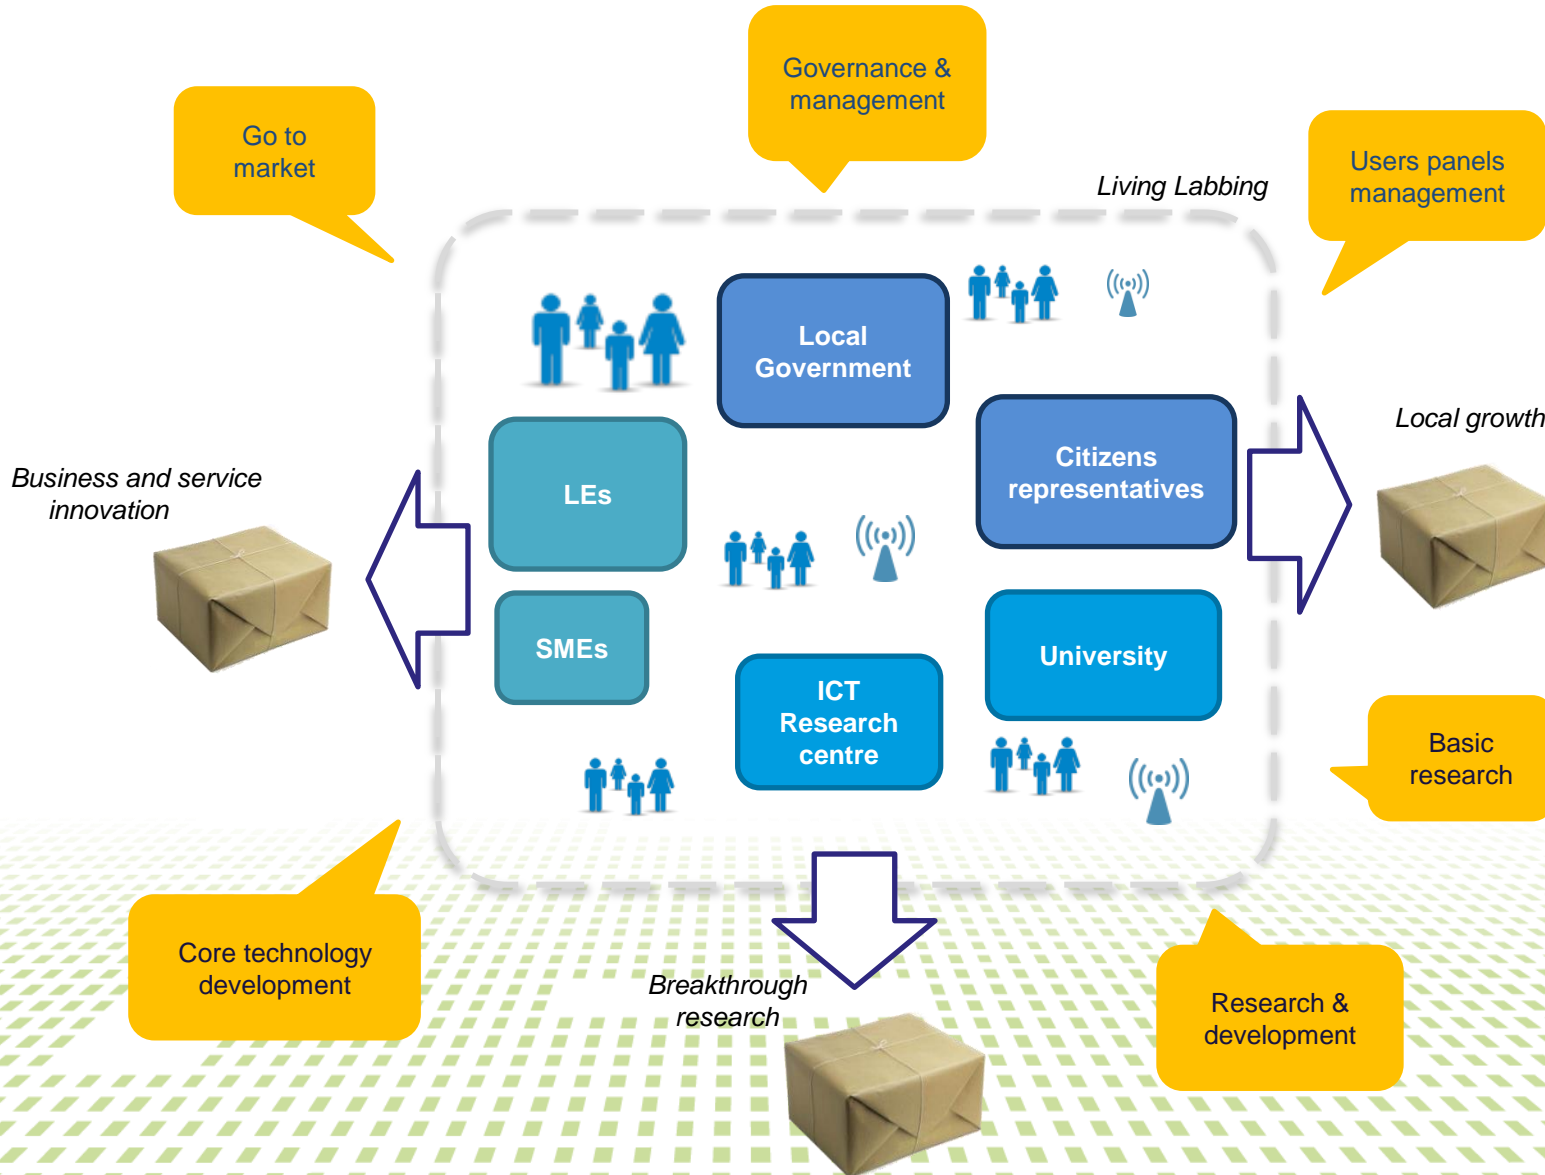 Governance &
management
Go to
market
Users panels
management
Living Labbing
Local
Government
Local growth
Citizens
representatives
Business and service
innovation
LEs
SMEs
University
ICT
Research
centre
Basic
research
Core technology
development
Breakthrough
research
Research &
development